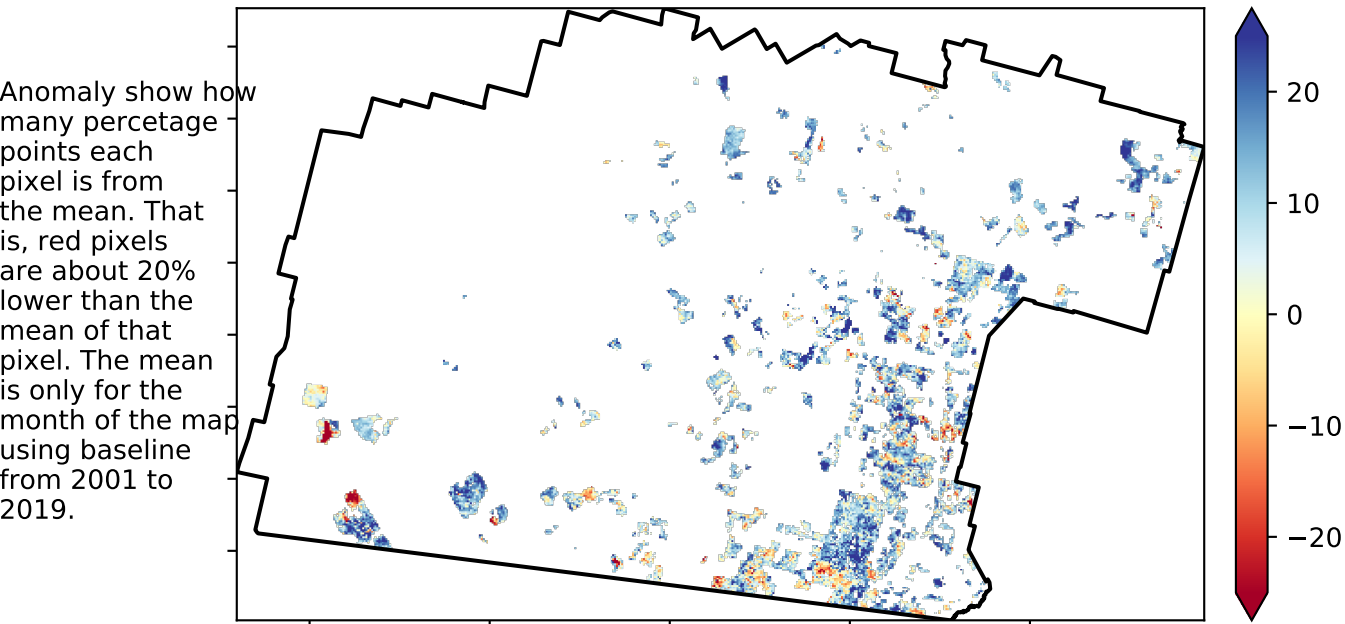 Anomaly show how
many percetage
points each
pixel is from
the mean. That
is, red pixels
are about 20%
lower than the
mean of that
pixel. The mean
is only for the
month of the map
using baseline
from 2001 to
2019.
20
10
0
−10
−20